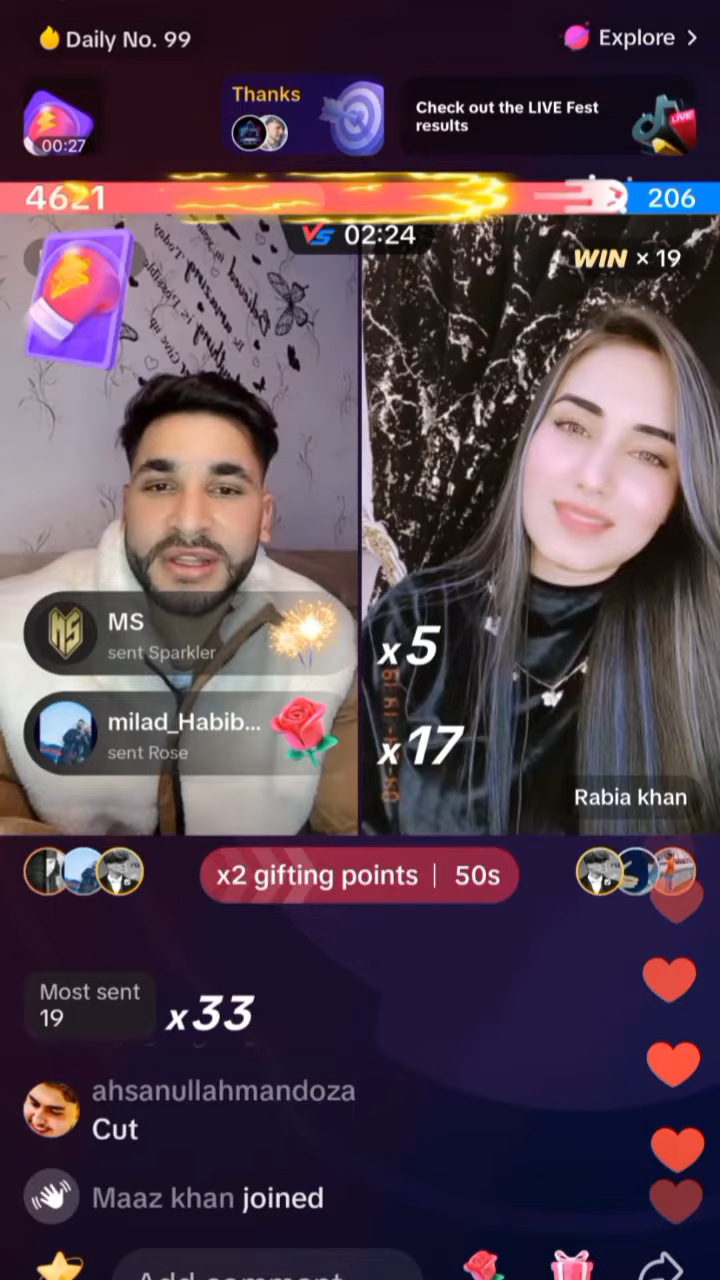 Daily No. 99
Explore >
00:27
Thanks
Check out the LIVE Fest
results
LIVE
4621
206
VS 02:24
WIN × 19
MS
sent Sparkler
x5
milad_Habib...
sent Rose
x17
Rabia khan
x2 gifting points | 50s
Most sent
19
x33
ahsanullahmandoza
Cut
Maaz khan joined
Add comment